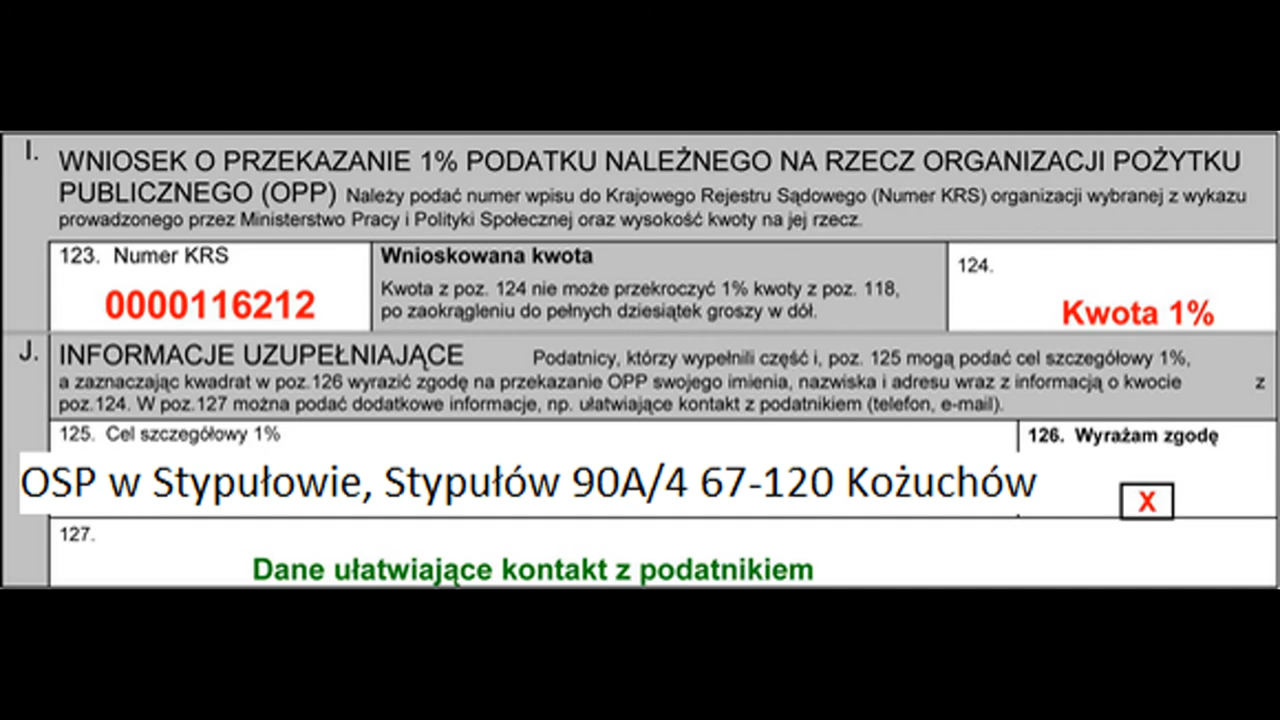 I. WNIOSEK O PRZEKAZANIE 1% PODATKU NALEŻNEGO NA RZECZ ORGANIZACJI POŻYTKU
PUBLICZNEGO (OPP) Należy podać numer wpisu do Krajowego Rejestru Sądowego (Numer KRS) organizacji wybranej z wykazu
prowadzonego przez Ministerstwo Pracy i Polityki Społecznej oraz wysokość kwoty na jej rzecz.
123. Numer KRS
0000116212
Wnioskowana kwota
Kwota z poz. 124 nie może przekroczyć 1% kwoty z poz. 118,
po zaokrągleniu do pełnych dziesiątek groszy w dół.
124.
Kwota 1%
J. INFORMACJE UZUPEŁNIAJĄCE Podatnicy, którzy wypełnili część i, poz. 125 mogą podać cel szczegółowy 1%,
a zaznaczając kwadrat w poz.126 wyrazić zgodę na przekazanie OPP swojego imienia, nazwiska i adresu wraz z informacją o kwocie z
poz.124. W poz.127 można podać dodatkowe informacje, np. ułatwiające kontakt z podatnikiem (telefon, e-mail).
125. Cel szczegółowy 1%
OSP w Stypułowie, Stypułów 90A/4 67-120 Kożuchów
126. Wyrażam zgodę
X
127.
Dane ułatwiające kontakt z podatnikiem